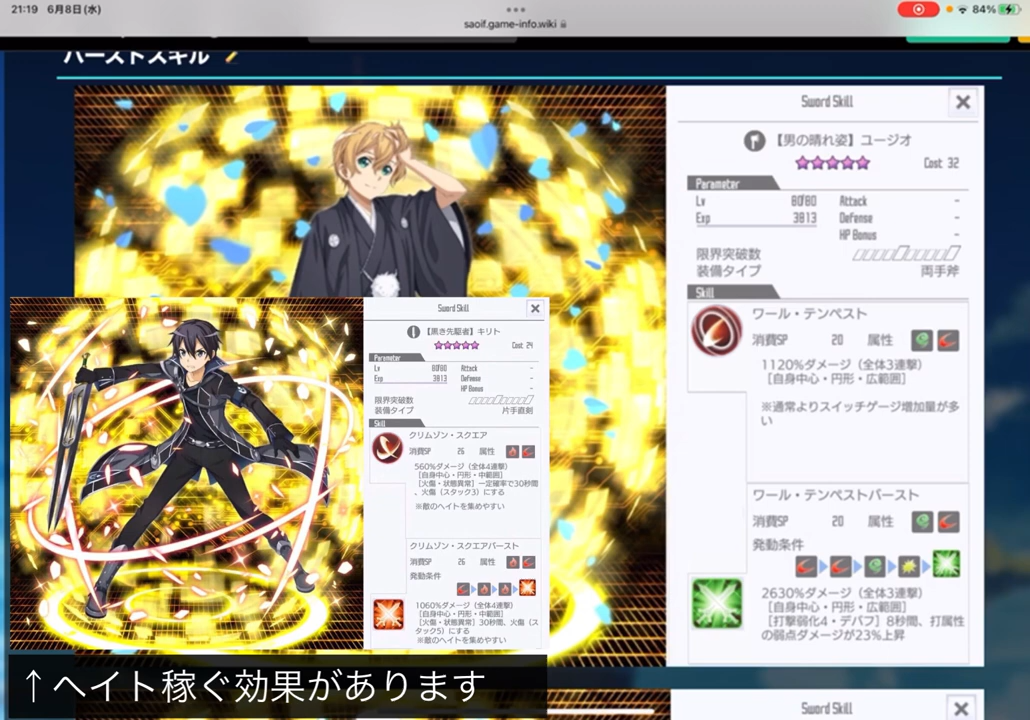 21:19 6月8日(水)
84%
saoif.game-info.wiki
バーストスキル
Sword Skill
【男の晴れ姿】ユージオ
Cost 32
Parameter
Lv 80/80 Attack -
Exp 3813 Defense -
HP Bonus -
限界突破数
装備タイプ 両手斧
Skill
ワール・テンペスト
消費SP 20 属性
1120%ダメージ(全体3連撃)
[自身中心・円形・広範囲]
※通常よりスイッチゲージ増加量が多
い
ワール・テンペストバースト
消費SP 20 属性
発動条件
2630%ダメージ(全体3連撃)
[自身中心・円形・広範囲]
[打撃弱化4・デバフ] 8秒間、打属性
の弱点ダメージが23%上昇
Sword Skill
【黒き先駆者】キリト
Cost 24
Parameter
Lv 80/80 Attack -
Exp 3813 Defense -
HP Bonus -
限界突破数
装備タイプ 片手直剣
Skill
クリムゾン・スクエア
消費SP 26 属性
560%ダメージ(全体4連撃)
[自身中心・円形・中範囲]
[火傷・状態異常] 一定確率で30秒間
、火傷(スタック3)にする
※敵のヘイトを集めやすい
クリムゾン・スクエアバースト
消費SP 26 属性
発動条件
1060%ダメージ(全体4連撃)
[自身中心・円形・中範囲]
[火傷・状態異常] 30秒間、火傷(ス
タック5)にする
※敵のヘイトを集めやすい
↑ヘイト稼ぐ効果があります
Sword Skill